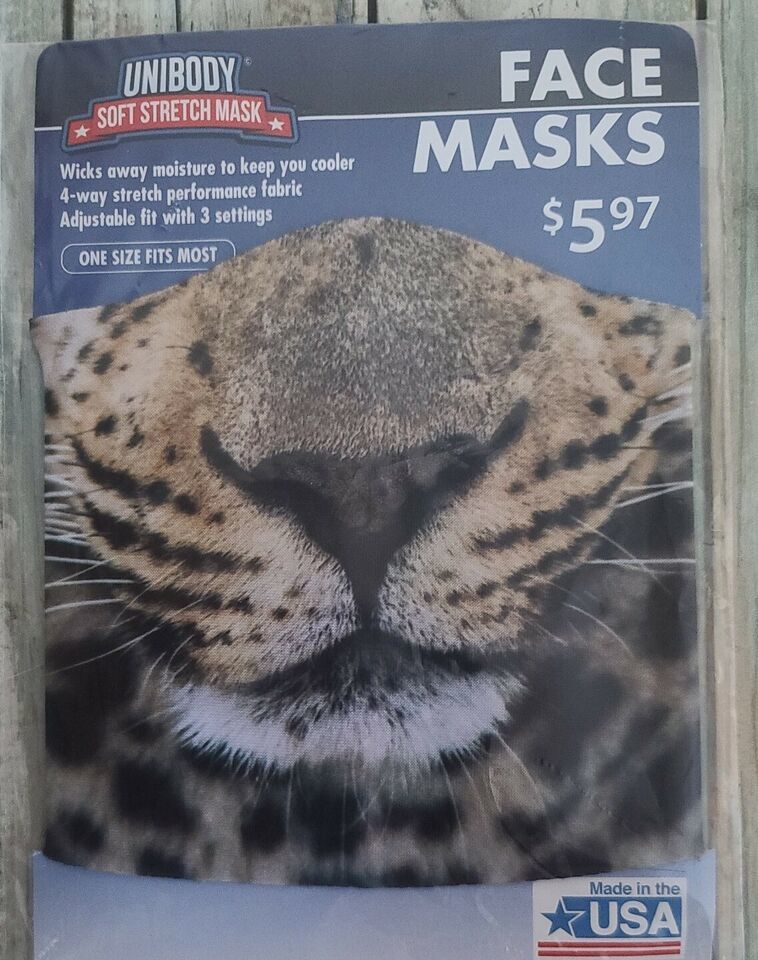 UNIBODY©
SOFT STRETCH MASK
FACE
MASKS
$5.97
Wicks away moisture to keep you cooler
4-way stretch performance fabric
Adjustable fit with 3 settings
ONE SIZE FITS MOST
Made in the
USA